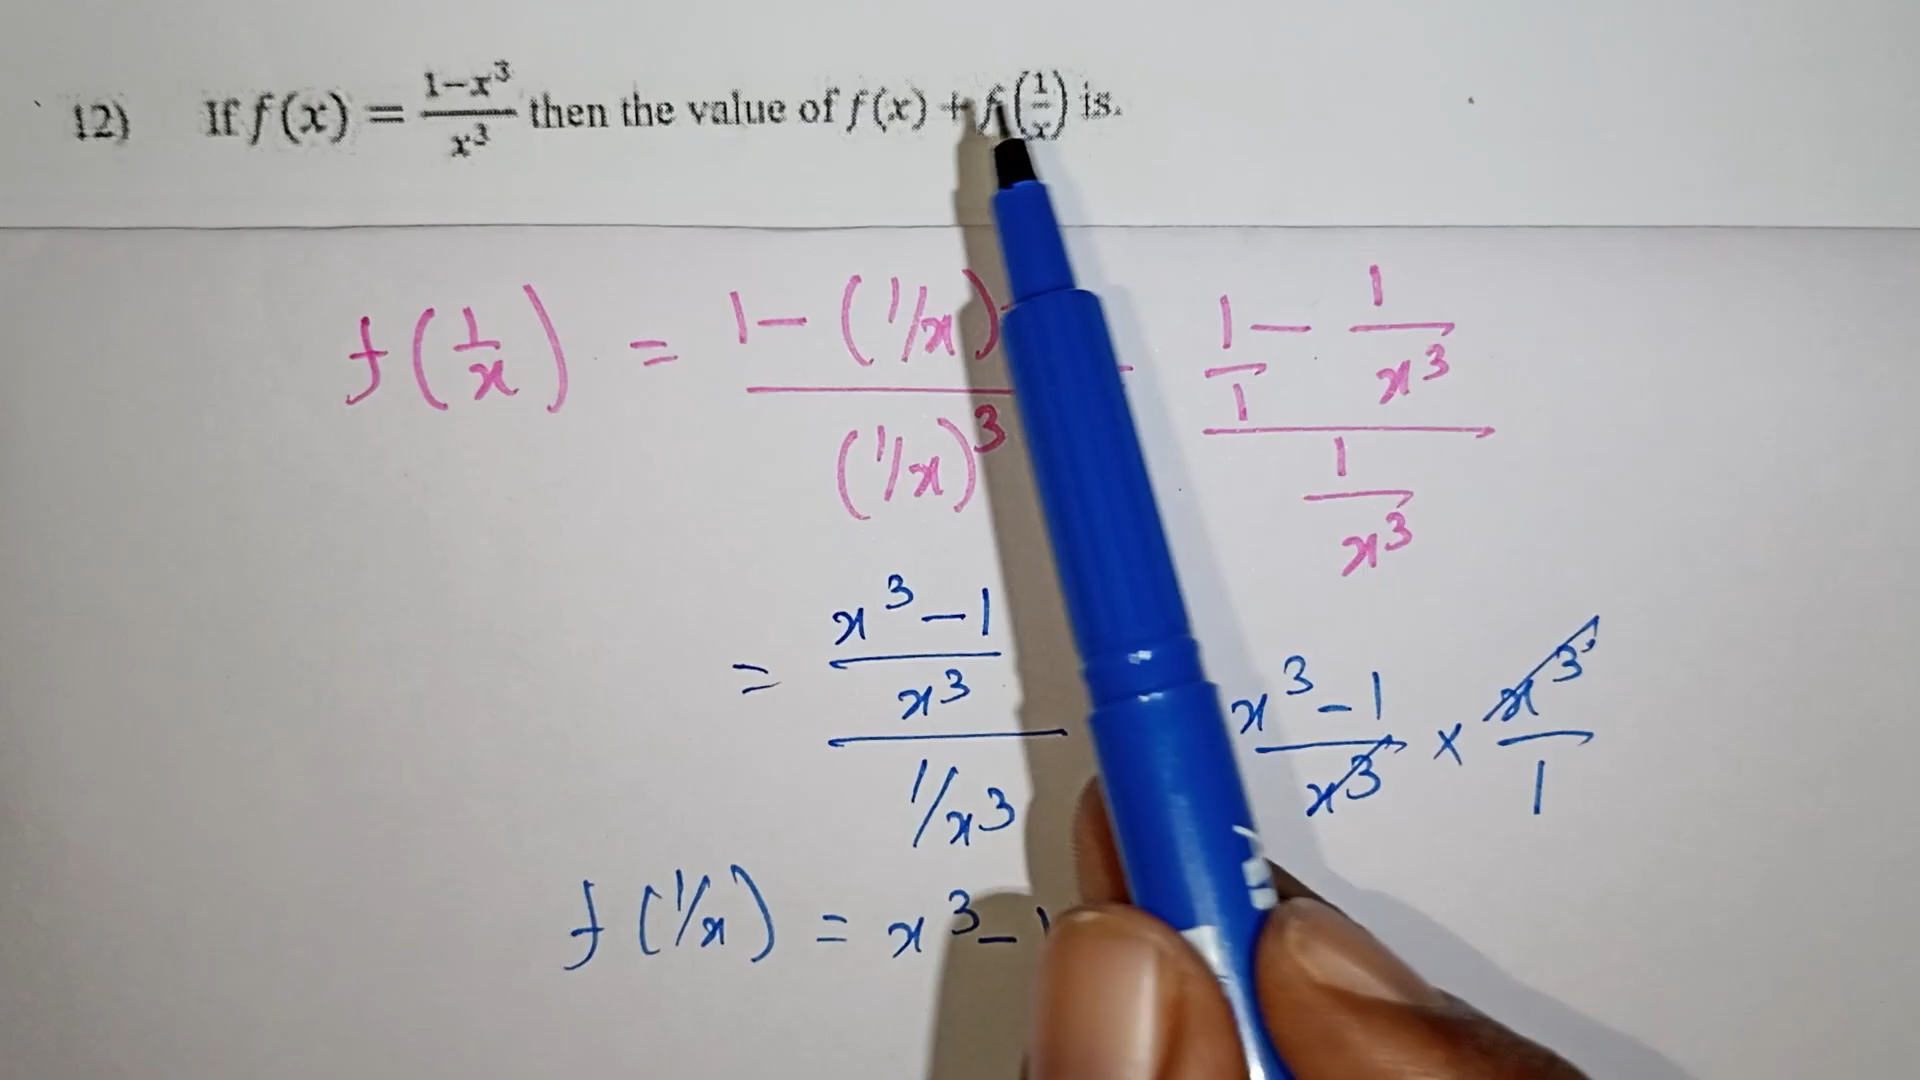 12) If f(x) = 1−x³/x³ then the value of f(x) + f(1/x) is.
f(1/x) = 1 − (1/x) / (1/x)³ 1/1 − 1/x³ / 1/x³
= x³ − 1 / x³ / 1/x³ x³ − 1 / x³ × x³ / 1
f(1/x) = x³ −